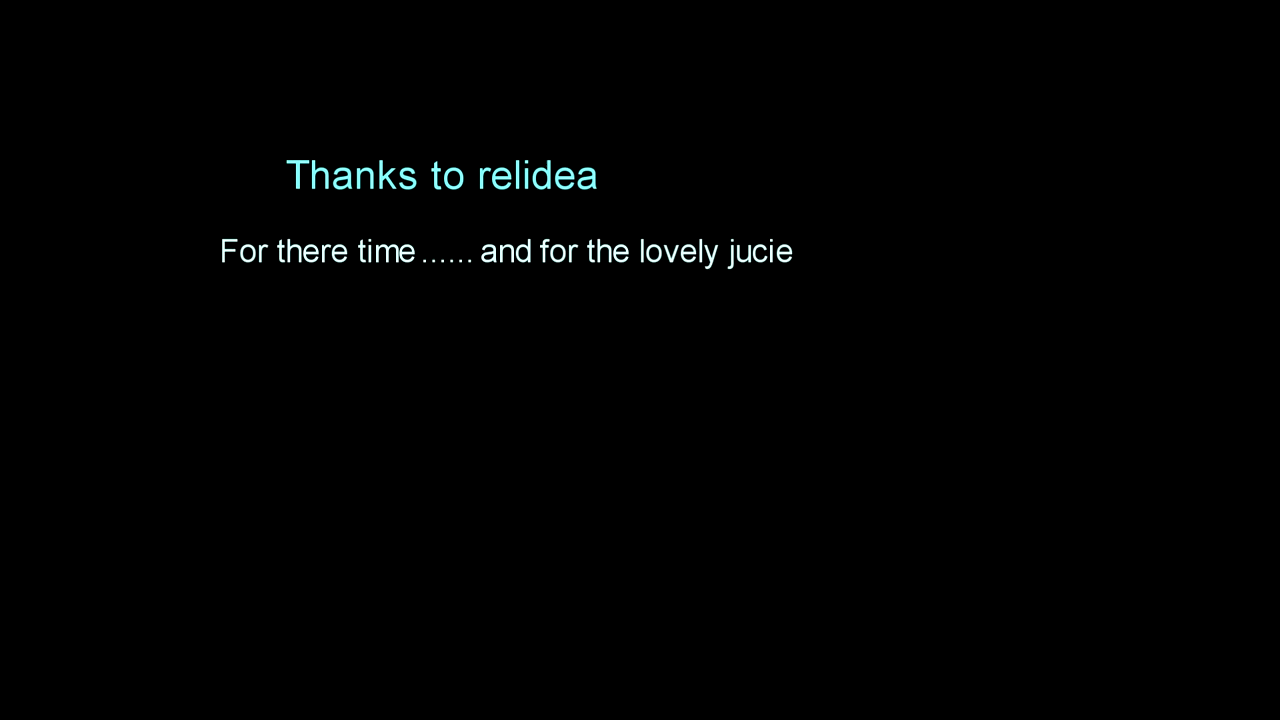 Thanks to relidea
For there time ...... and for the lovely jucie